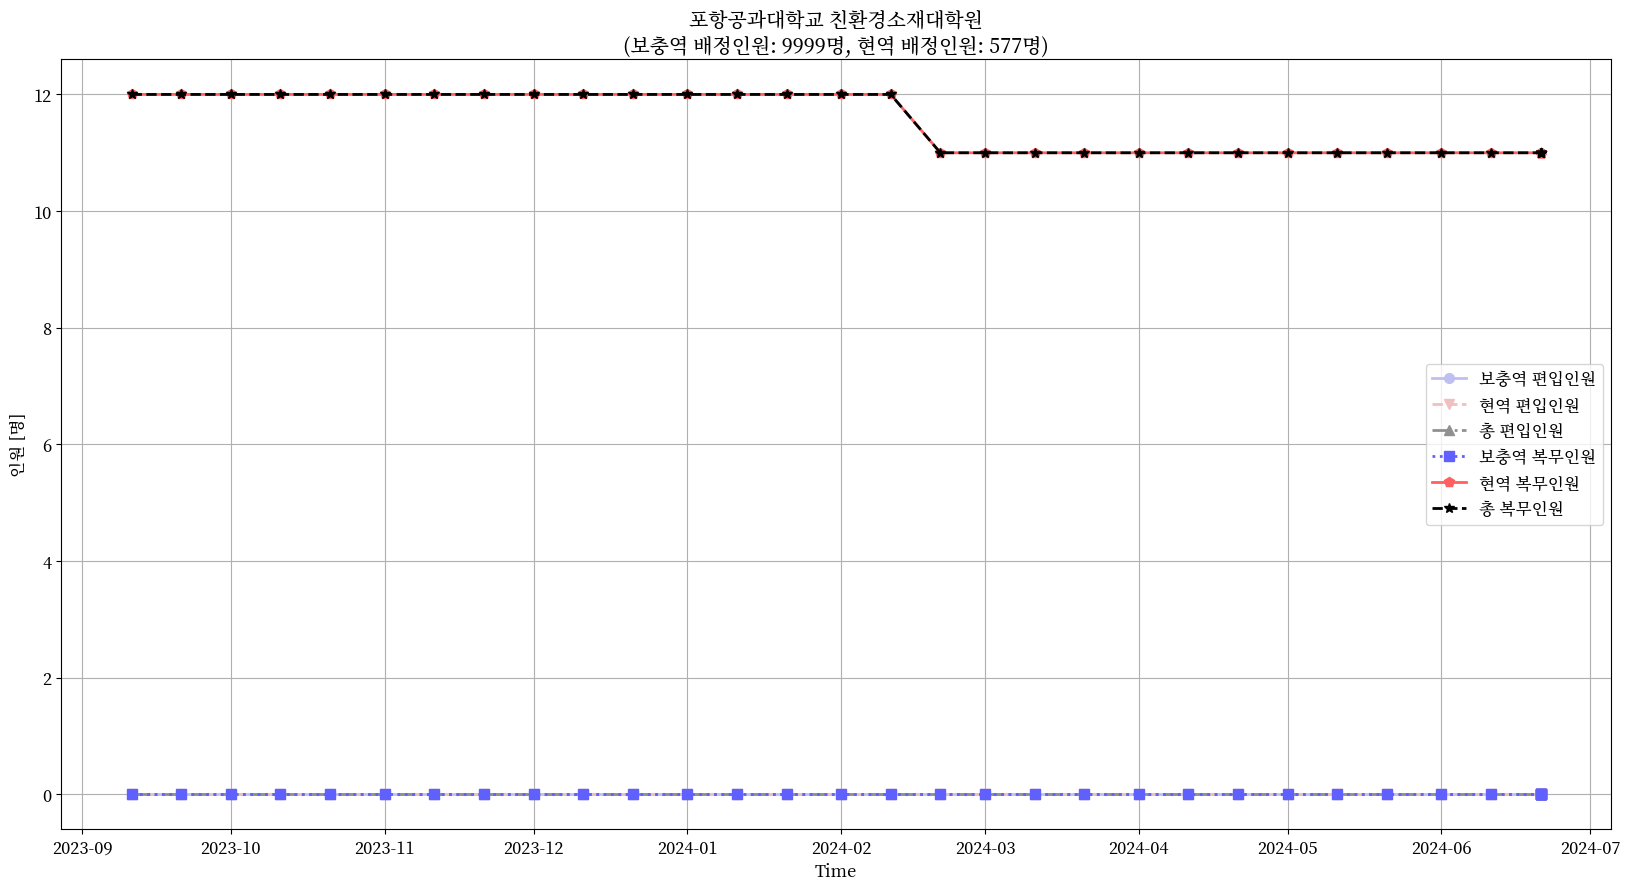 포항공과대학교 친환경소재대학원
(보충역 배정인원: 9999명, 현역 배정인원: 577명)
인원 [명]
12
10
8
6
4
2
0
보충역 편입인원
현역 편입인원
총 편입인원
보충역 복무인원
현역 복무인원
총 복무인원
2023-09 2023-10 2023-11 2023-12 2024-01 2024-02 2024-03 2024-04 2024-05 2024-06 2024-07
Time